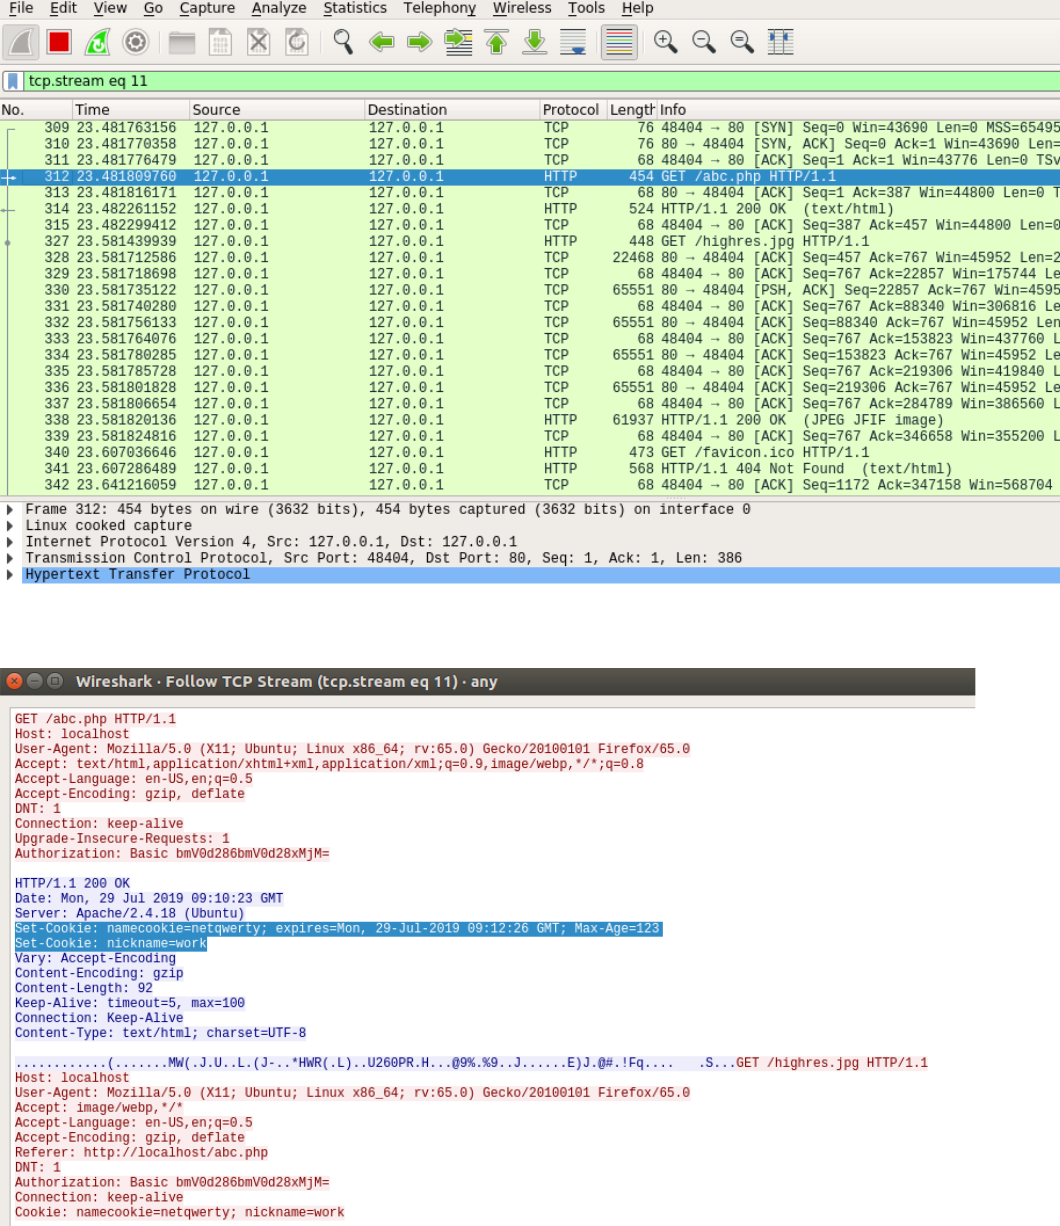 File Edit View Go Capture Analyze Statistics Telephony Wireless Tools Help
tcp.stream eq 11
No. Time Source Destination Protocol Length Info
309 23.481763156 127.0.0.1 127.0.0.1 TCP 76 48404 → 80 [SYN] Seq=0 Win=43690 Len=0 MSS=65495
310 23.481770358 127.0.0.1 127.0.0.1 TCP 76 80 → 48404 [SYN, ACK] Seq=0 Ack=1 Win=43690 Len=
311 23.481776479 127.0.0.1 127.0.0.1 TCP 68 48404 → 80 [ACK] Seq=1 Ack=1 Win=43776 Len=0 TSv
312 23.481809760 127.0.0.1 127.0.0.1 HTTP 454 GET /abc.php HTTP/1.1
313 23.481816171 127.0.0.1 127.0.0.1 TCP 68 80 → 48404 [ACK] Seq=1 Ack=387 Win=44800 Len=0 T
314 23.482261152 127.0.0.1 127.0.0.1 HTTP 524 HTTP/1.1 200 OK (text/html)
315 23.482299412 127.0.0.1 127.0.0.1 TCP 68 48404 → 80 [ACK] Seq=387 Ack=457 Win=44800 Len=0
327 23.581439939 127.0.0.1 127.0.0.1 HTTP 448 GET /highres.jpg HTTP/1.1
328 23.581712586 127.0.0.1 127.0.0.1 TCP 22468 80 → 48404 [ACK] Seq=457 Ack=767 Win=45952 Len=2
329 23.581718698 127.0.0.1 127.0.0.1 TCP 68 48404 → 80 [ACK] Seq=767 Ack=22857 Win=175744 Le
330 23.581735122 127.0.0.1 127.0.0.1 TCP 65551 80 → 48404 [PSH, ACK] Seq=22857 Ack=767 Win=4595
331 23.581740280 127.0.0.1 127.0.0.1 TCP 68 48404 → 80 [ACK] Seq=767 Ack=88340 Win=306816 Le
332 23.581756133 127.0.0.1 127.0.0.1 TCP 65551 80 → 48404 [ACK] Seq=88340 Ack=767 Win=45952 Len
333 23.581764076 127.0.0.1 127.0.0.1 TCP 68 48404 → 80 [ACK] Seq=767 Ack=153823 Win=437760 L
334 23.581780285 127.0.0.1 127.0.0.1 TCP 65551 80 → 48404 [ACK] Seq=153823 Ack=767 Win=45952 Le
335 23.581785728 127.0.0.1 127.0.0.1 TCP 68 48404 → 80 [ACK] Seq=767 Ack=219306 Win=419840 L
336 23.581801828 127.0.0.1 127.0.0.1 TCP 65551 80 → 48404 [ACK] Seq=219306 Ack=767 Win=45952 Le
337 23.581806654 127.0.0.1 127.0.0.1 TCP 68 48404 → 80 [ACK] Seq=767 Ack=284789 Win=386560 L
338 23.581820136 127.0.0.1 127.0.0.1 HTTP 61937 HTTP/1.1 200 OK (JPEG JFIF image)
339 23.581824816 127.0.0.1 127.0.0.1 TCP 68 48404 → 80 [ACK] Seq=767 Ack=346658 Win=355200 L
340 23.607036646 127.0.0.1 127.0.0.1 HTTP 473 GET /favicon.ico HTTP/1.1
341 23.607286489 127.0.0.1 127.0.0.1 HTTP 568 HTTP/1.1 404 Not Found (text/html)
342 23.641216059 127.0.0.1 127.0.0.1 TCP 68 48404 → 80 [ACK] Seq=1172 Ack=347158 Win=568704
Frame 312: 454 bytes on wire (3632 bits), 454 bytes captured (3632 bits) on interface 0
Linux cooked capture
Internet Protocol Version 4, Src: 127.0.0.1, Dst: 127.0.0.1
Transmission Control Protocol, Src Port: 48404, Dst Port: 80, Seq: 1, Ack: 1, Len: 386
Hypertext Transfer Protocol
Wireshark · Follow TCP Stream (tcp.stream eq 11) · any
GET /abc.php HTTP/1.1
Host: localhost
User-Agent: Mozilla/5.0 (X11; Ubuntu; Linux x86_64; rv:65.0) Gecko/20100101 Firefox/65.0
Accept: text/html,application/xhtml+xml,application/xml;q=0.9,image/webp,*/*;q=0.8
Accept-Language: en-US,en;q=0.5
Accept-Encoding: gzip, deflate
DNT: 1
Connection: keep-alive
Upgrade-Insecure-Requests: 1
Authorization: Basic bmV0d286bmV0d28xMjM=
HTTP/1.1 200 OK
Date: Mon, 29 Jul 2019 09:10:23 GMT
Server: Apache/2.4.18 (Ubuntu)
Set-Cookie: namecookie=netqwerty; expires=Mon, 29-Jul-2019 09:12:26 GMT; Max-Age=123
Set-Cookie: nickname=work
Vary: Accept-Encoding
Content-Encoding: gzip
Content-Length: 92
Keep-Alive: timeout=5, max=100
Connection: Keep-Alive
Content-Type: text/html; charset=UTF-8
............(.......MW(.J.U..L.(J-..*HWR(.L)..U260PR.H...@9%.%9..J......E)J.@#.!Fq.... .S...GET /highres.jpg HTTP/1.1
Host: localhost
User-Agent: Mozilla/5.0 (X11; Ubuntu; Linux x86_64; rv:65.0) Gecko/20100101 Firefox/65.0
Accept: image/webp,*/*
Accept-Language: en-US,en;q=0.5
Accept-Encoding: gzip, deflate
Referer: http://localhost/abc.php
DNT: 1
Authorization: Basic bmV0d286bmV0d28xMjM=
Connection: keep-alive
Cookie: namecookie=netqwerty; nickname=work